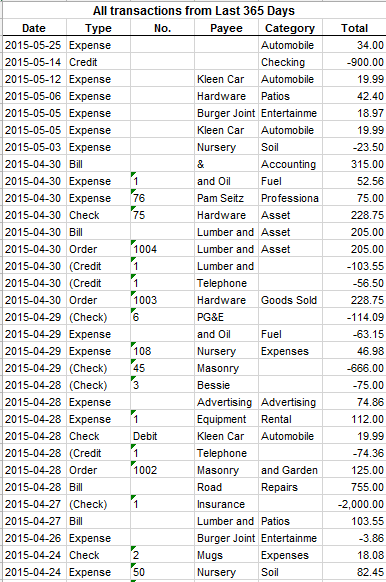 All transactions from Last 365 Days
Date Type No. Payee Category Total
2015-05-25 Expense Automobile 34.00
2015-05-14 Credit Checking -900.00
2015-05-12 Expense Kleen Car Automobile 19.99
2015-05-06 Expense Hardware Patios 42.40
2015-05-05 Expense Burger Joint Entertainme 18.97
2015-05-05 Expense Kleen Car Automobile 19.99
2015-05-03 Expense Nursery Soil -23.50
2015-04-30 Bill & Accounting 315.00
2015-04-30 Expense 1 and Oil Fuel 52.56
2015-04-30 Expense 76 Pam Seitz Professiona 75.00
2015-04-30 Check 75 Hardware Asset 228.75
2015-04-30 Bill Lumber and Asset 205.00
2015-04-30 Order 1004 Lumber and Asset 205.00
2015-04-30 (Credit 1 Lumber and -103.55
2015-04-30 (Credit 1 Telephone -56.50
2015-04-30 Order 1003 Hardware Goods Sold 228.75
2015-04-29 (Check) 6 PG&E -114.09
2015-04-29 Expense and Oil Fuel -63.15
2015-04-29 Expense 108 Nursery Expenses 46.98
2015-04-29 (Check) 45 Masonry -666.00
2015-04-28 (Check) 3 Bessie -75.00
2015-04-28 Expense Advertising Advertising 74.86
2015-04-28 Expense 1 Equipment Rental 112.00
2015-04-28 Check Debit Kleen Car Automobile 19.99
2015-04-28 (Credit 1 Telephone -74.36
2015-04-28 Order 1002 Masonry and Garden 125.00
2015-04-28 Bill Road Repairs 755.00
2015-04-27 (Check) 1 Insurance -2,000.00
2015-04-27 Bill Lumber and Patios 103.55
2015-04-26 Expense Burger Joint Entertainme -3.86
2015-04-24 Check 2 Mugs Expenses 18.08
2015-04-24 Expense 50 Nursery Soil 82.45